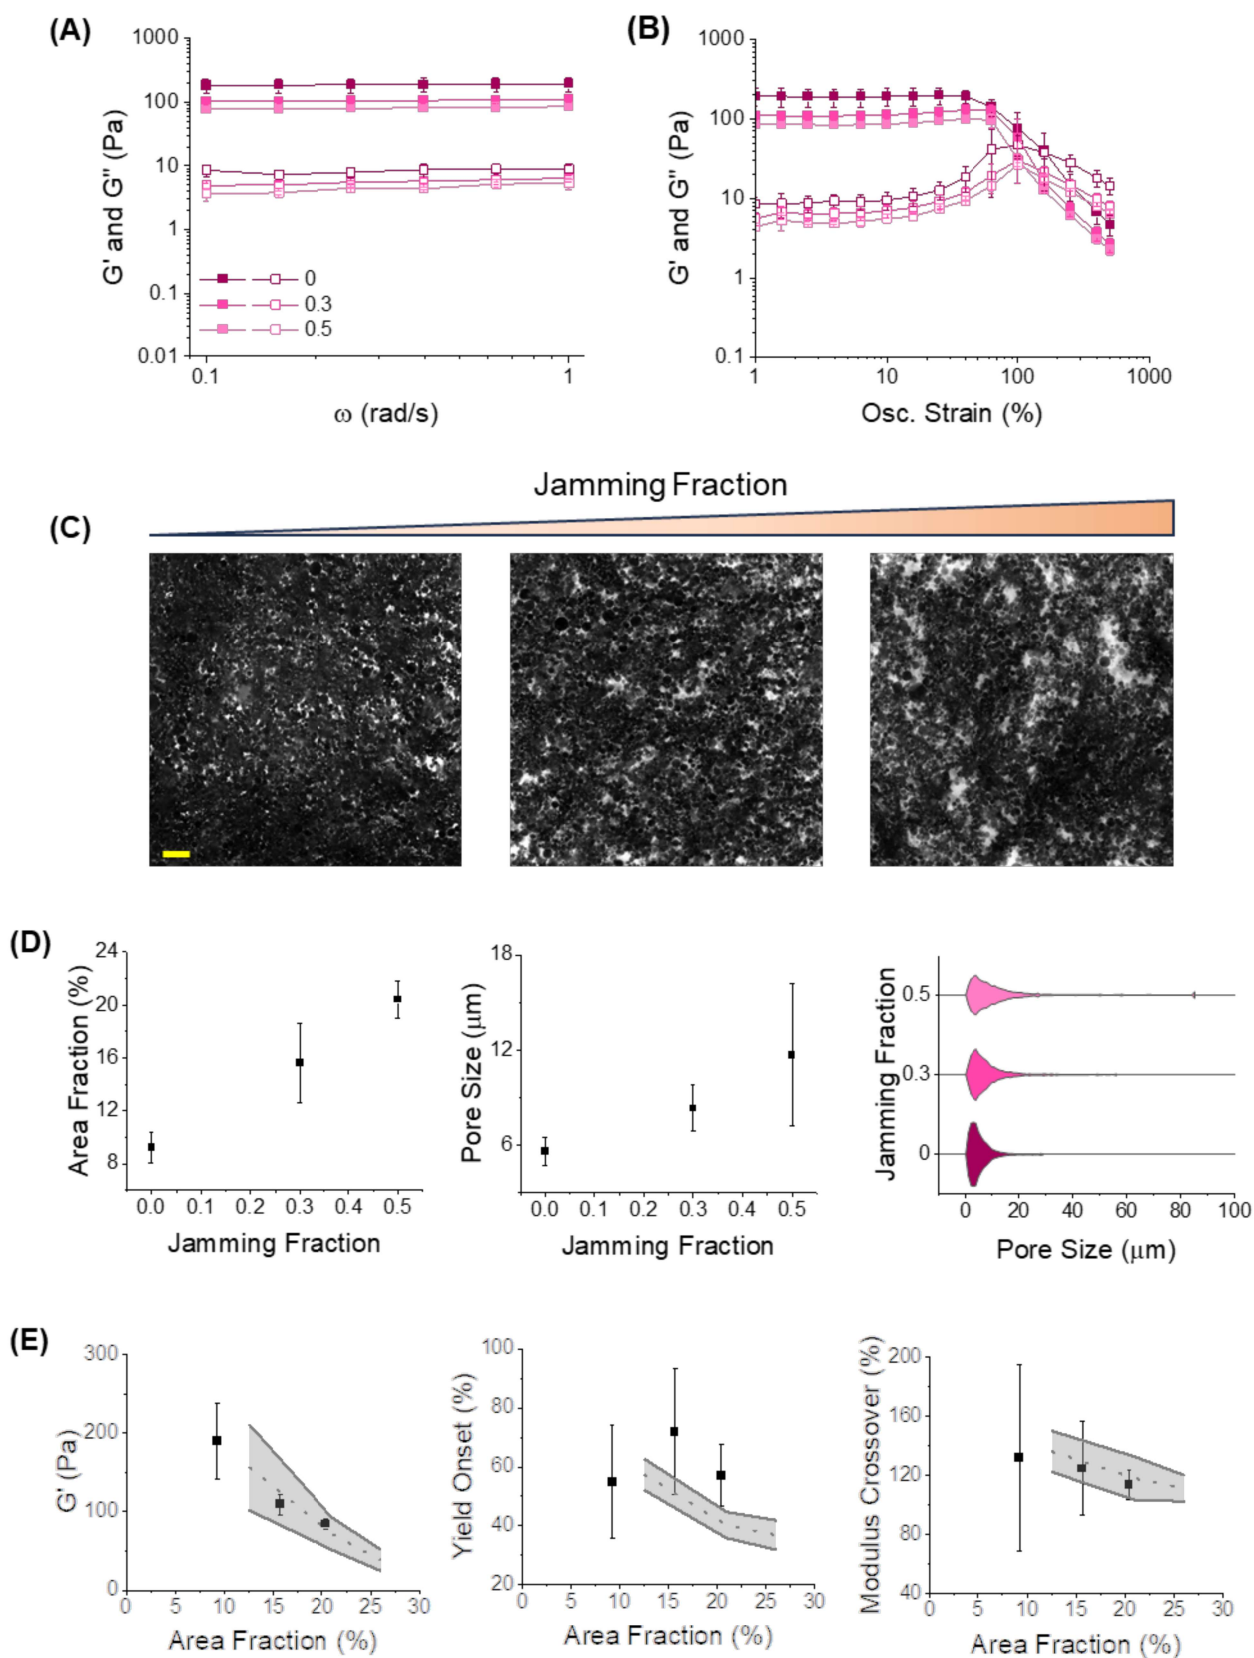 (A)
1000
100
10
1
0.1
0.01
G' and G" (Pa)
0
0.3
0.5
0.1
1
ω (rad/s)
(B)
1000
100
10
1
0.1
G' and G" (Pa)
1
10
100
1000
Osc. Strain (%)
Jamming Fraction
(C)
(D)
24
20
16
12
8
Area Fraction (%)
0.0 0.1 0.2 0.3 0.4 0.5
Jamming Fraction
18
12
6
Pore Size (μm)
0.0 0.1 0.2 0.3 0.4 0.5
Jamming Fraction
Jamming Fraction
0.5
0.3
0
0 20 40 60 80 100
Pore Size (μm)
(E)
300
200
100
0
G' (Pa)
0 5 10 15 20 25 30
Area Fraction (%)
100
80
60
40
20
Yield Onset (%)
0 5 10 15 20 25 30
Area Fraction (%)
200
160
120
80
40
Modulus Crossover (%)
0 5 10 15 20 25 30
Area Fraction (%)